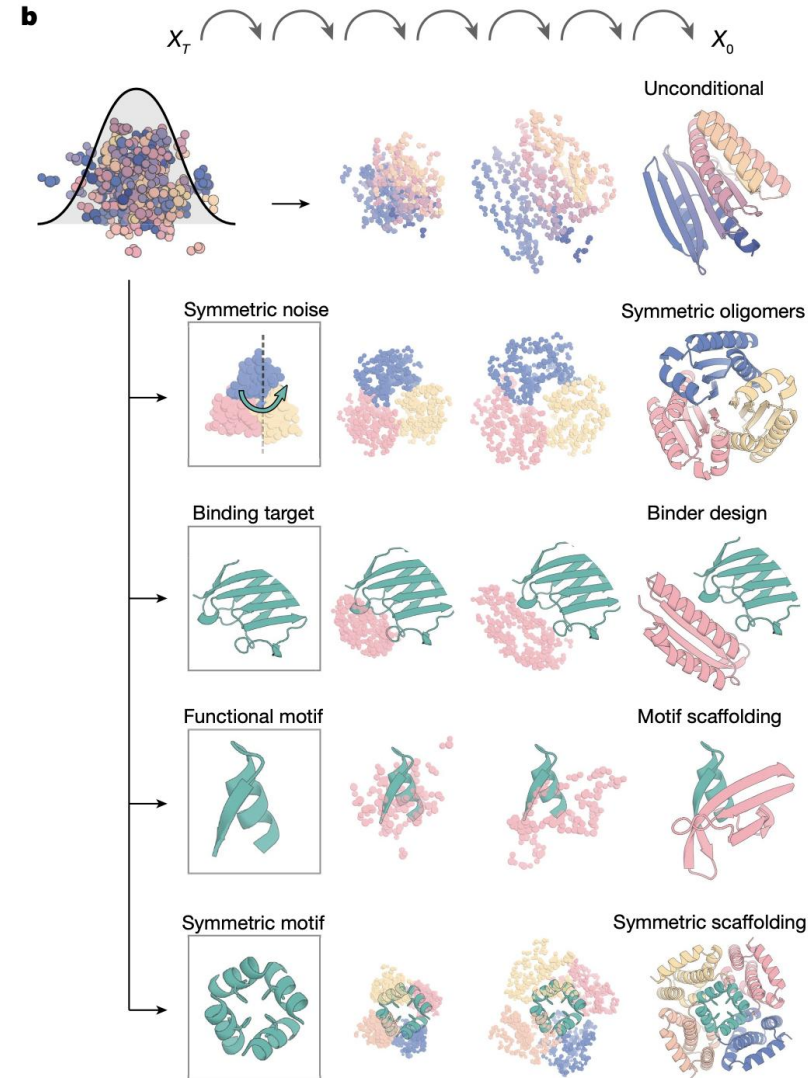 b
X_T X_0
Unconditional
Symmetric noise
Symmetric oligomers
Binding target
Binder design
Functional motif
Motif scaffolding
Symmetric motif
Symmetric scaffolding